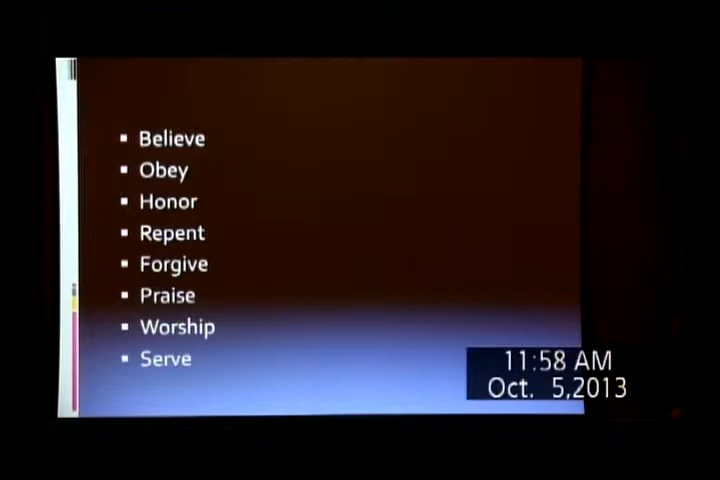 ▪ Believe
▪ Obey
▪ Honor
▪ Repent
▪ Forgive
▪ Praise
▪ Worship
▪ Serve
11:58 AM
Oct. 5,2013